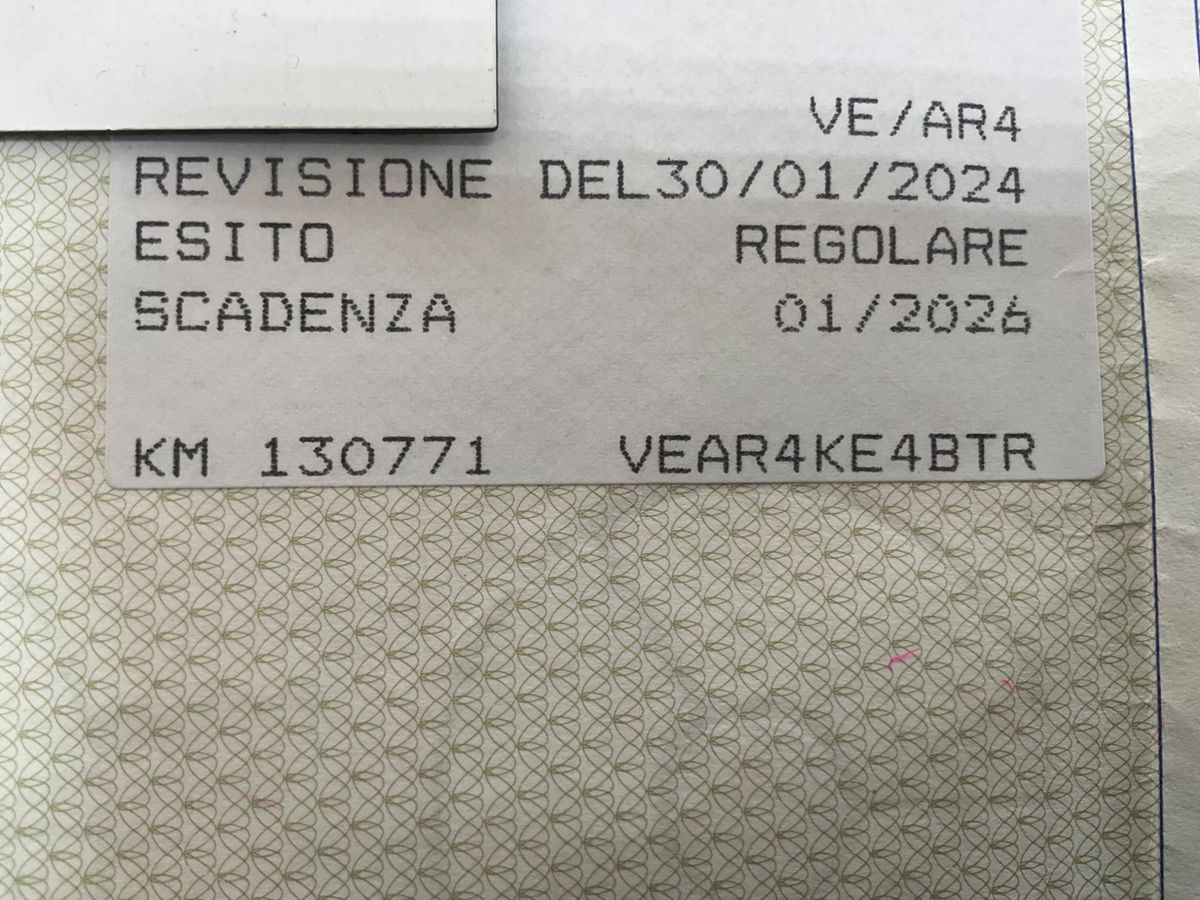 VE/AR4
REVISIONE DEL30/01/2024
ESITO REGOLARE
SCADENZA 01/2026
KM 130771 VEAR4KE4BTR